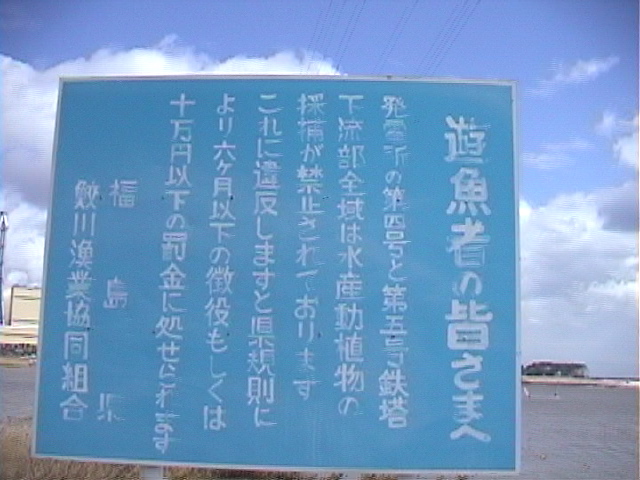 遊魚者の皆さまへ
発電所の第四号と第五号鉄塔
下流部全域は水産動植物の
採捕が禁止されております
これに違反しますと県規則に
より六ヶ月以下の徴役もしくは
十万円以下の罰金に処せられます
福島県
鮫川漁業協同組合